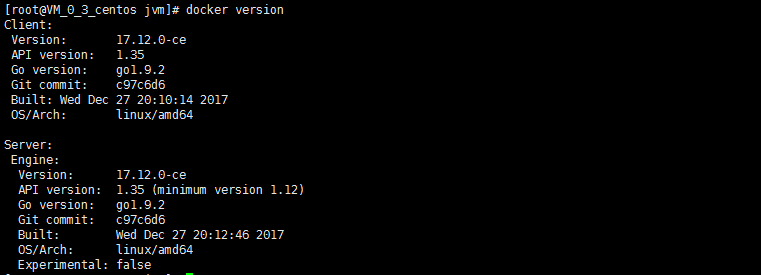 [root@VM_0_3_centos jvm]# docker version
Client:
 Version:       17.12.0-ce
 API version:   1.35
 Go version:    go1.9.2
 Git commit:    c97c6d6
 Built: Wed Dec 27 20:10:14 2017
 OS/Arch:       linux/amd64

Server:
 Engine:
  Version:      17.12.0-ce
  API version:  1.35 (minimum version 1.12)
  Go version:   go1.9.2
  Git commit:   c97c6d6
  Built:        Wed Dec 27 20:12:46 2017
  OS/Arch:      linux/amd64
  Experimental: false